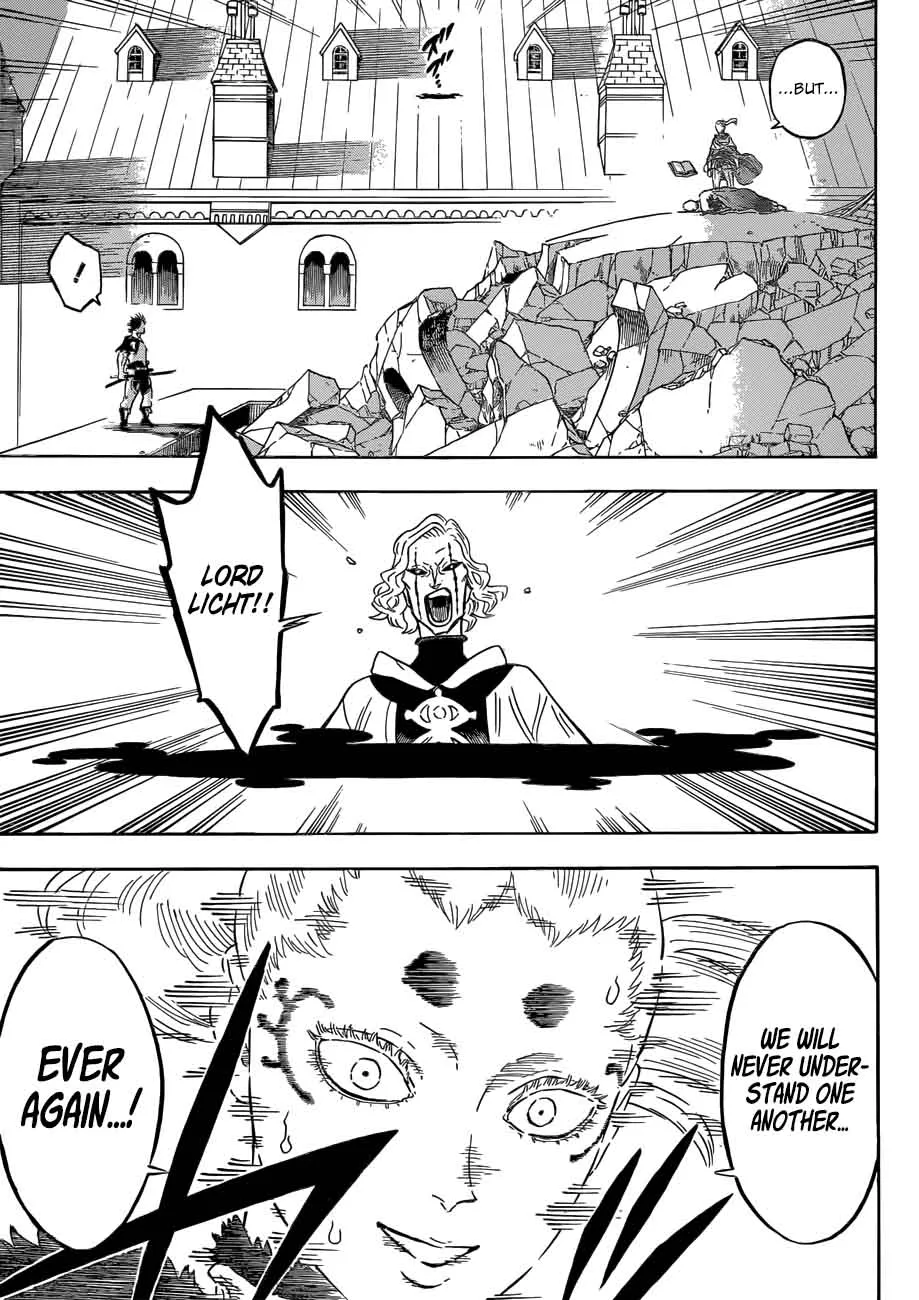 ...BUT...
!
LORD
LICHT!!
WE WILL
NEVER UNDER-
STAND ONE
ANOTHER...
EVER
AGAIN...!